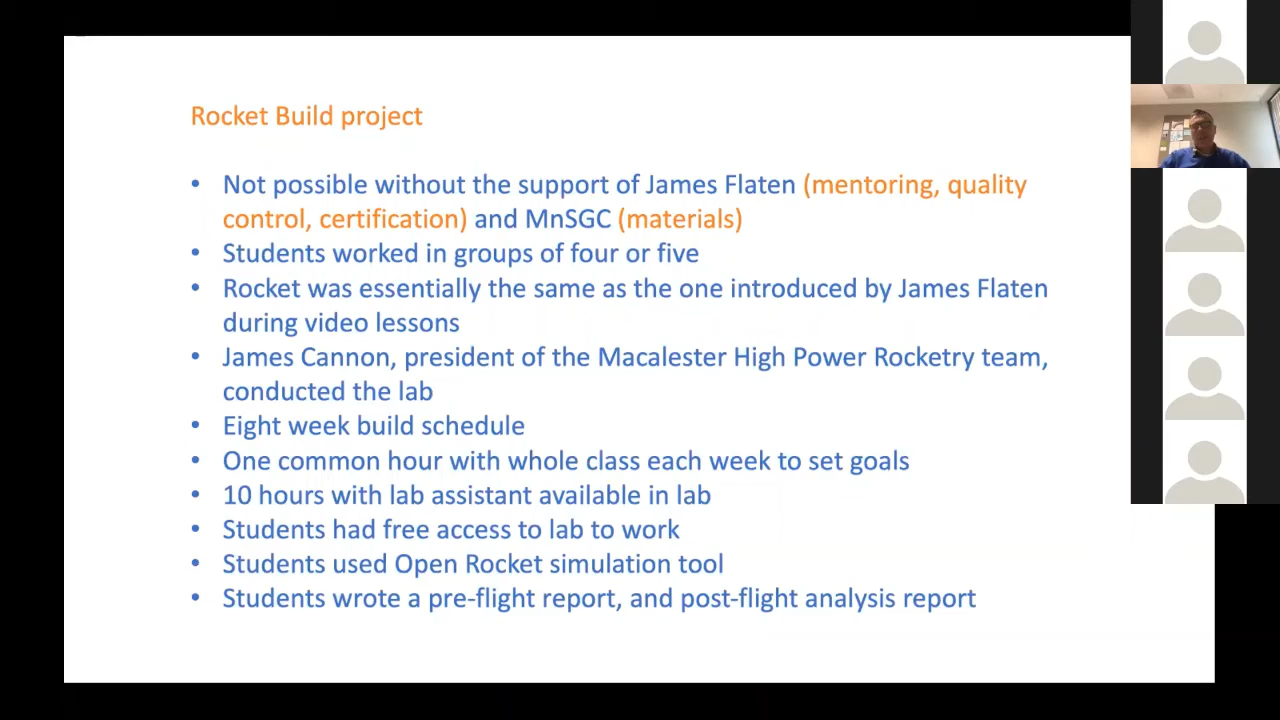 Rocket Build project
• Not possible without the support of James Flaten (mentoring, quality
control, certification) and MnSGC (materials)
• Students worked in groups of four or five
• Rocket was essentially the same as the one introduced by James Flaten
during video lessons
• James Cannon, president of the Macalester High Power Rocketry team,
conducted the lab
• Eight week build schedule
• One common hour with whole class each week to set goals
• 10 hours with lab assistant available in lab
• Students had free access to lab to work
• Students used Open Rocket simulation tool
• Students wrote a pre-flight report, and post-flight analysis report